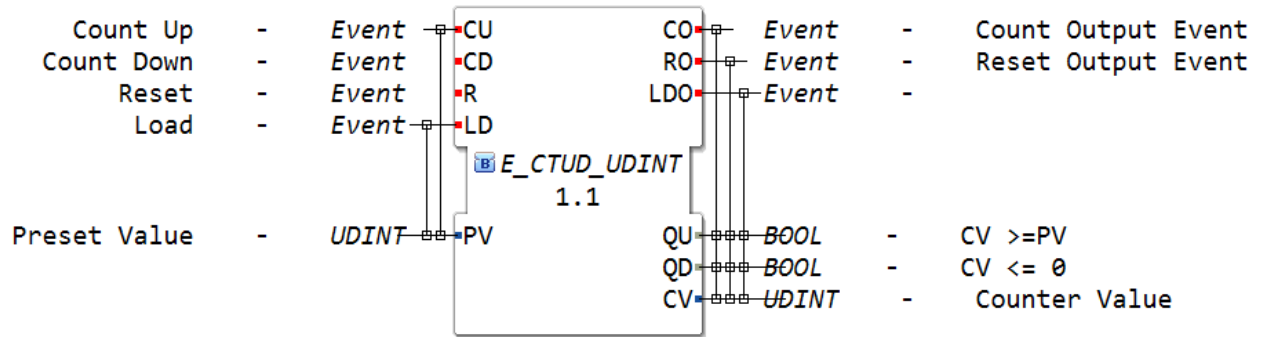 Count Up - Event CU CO Event - Count Output Event
Count Down - Event CD RO Event - Reset Output Event
Reset - Event R LDO Event -
Load - Event LD
B E_CTUD_UDINT
1.1
Preset Value - UDINT PV QU BOOL - CV >=PV
QD BOOL - CV <= 0
CV UDINT - Counter Value